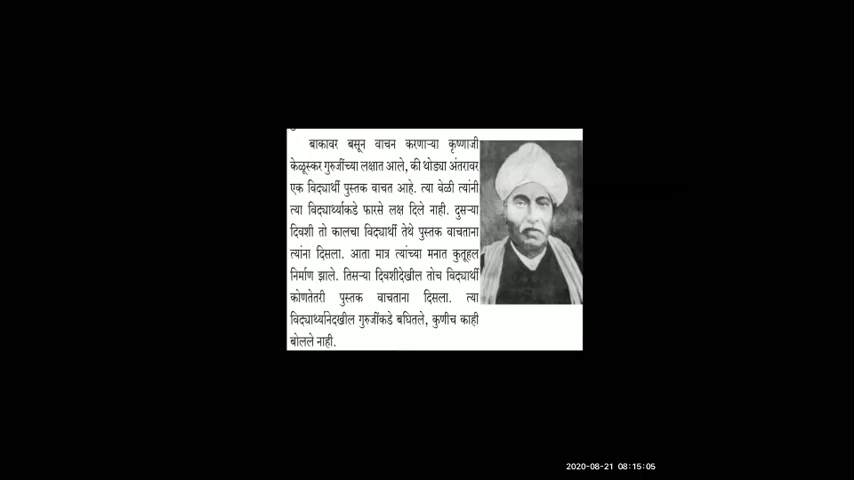 बाकावर बसून वाचन करणाऱ्या कृष्णाजी
केळूस्कर गुरुजींच्या लक्षात आले, की थोड्या अंतरावर
एक विद्यार्थी पुस्तक वाचत आहे. त्या वेळी त्यांनी
त्या विद्यार्थ्याकडे फारसे लक्ष दिले नाही. दुसऱ्या
दिवशी तो कालचा विद्यार्थी तेथे पुस्तक वाचताना
त्यांना दिसला. आता मात्र त्यांच्या मनात कुतूहल
निर्माण झाले. तिसऱ्या दिवशीदेखील तोच विद्यार्थी
कोणतेतरी पुस्तक वाचताना दिसला. त्या
विद्यार्थ्यानेदखील गुरुजींकडे बघितले, कुणीच काही
बोलले नाही.
2020-08-21 08:15:05